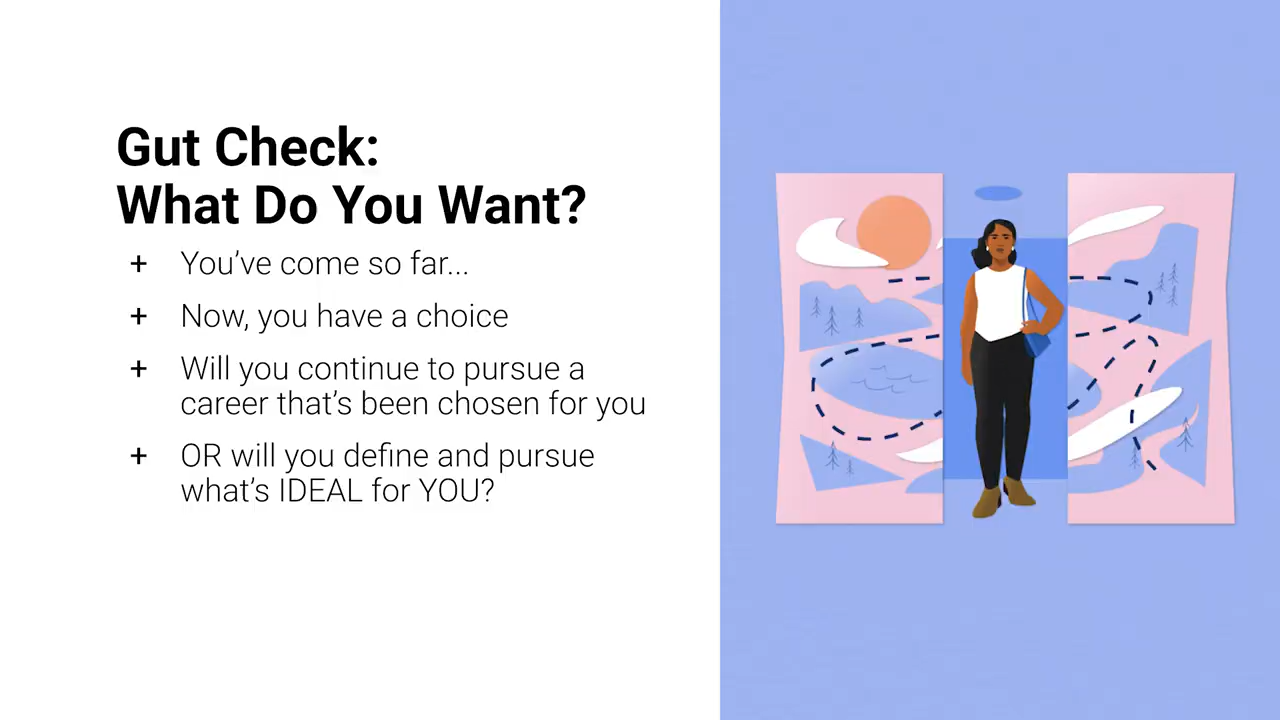 Gut Check:
What Do You Want?
+ You've come so far...
+ Now, you have a choice
+ Will you continue to pursue a
career that's been chosen for you
+ OR will you define and pursue
what's IDEAL for YOU?